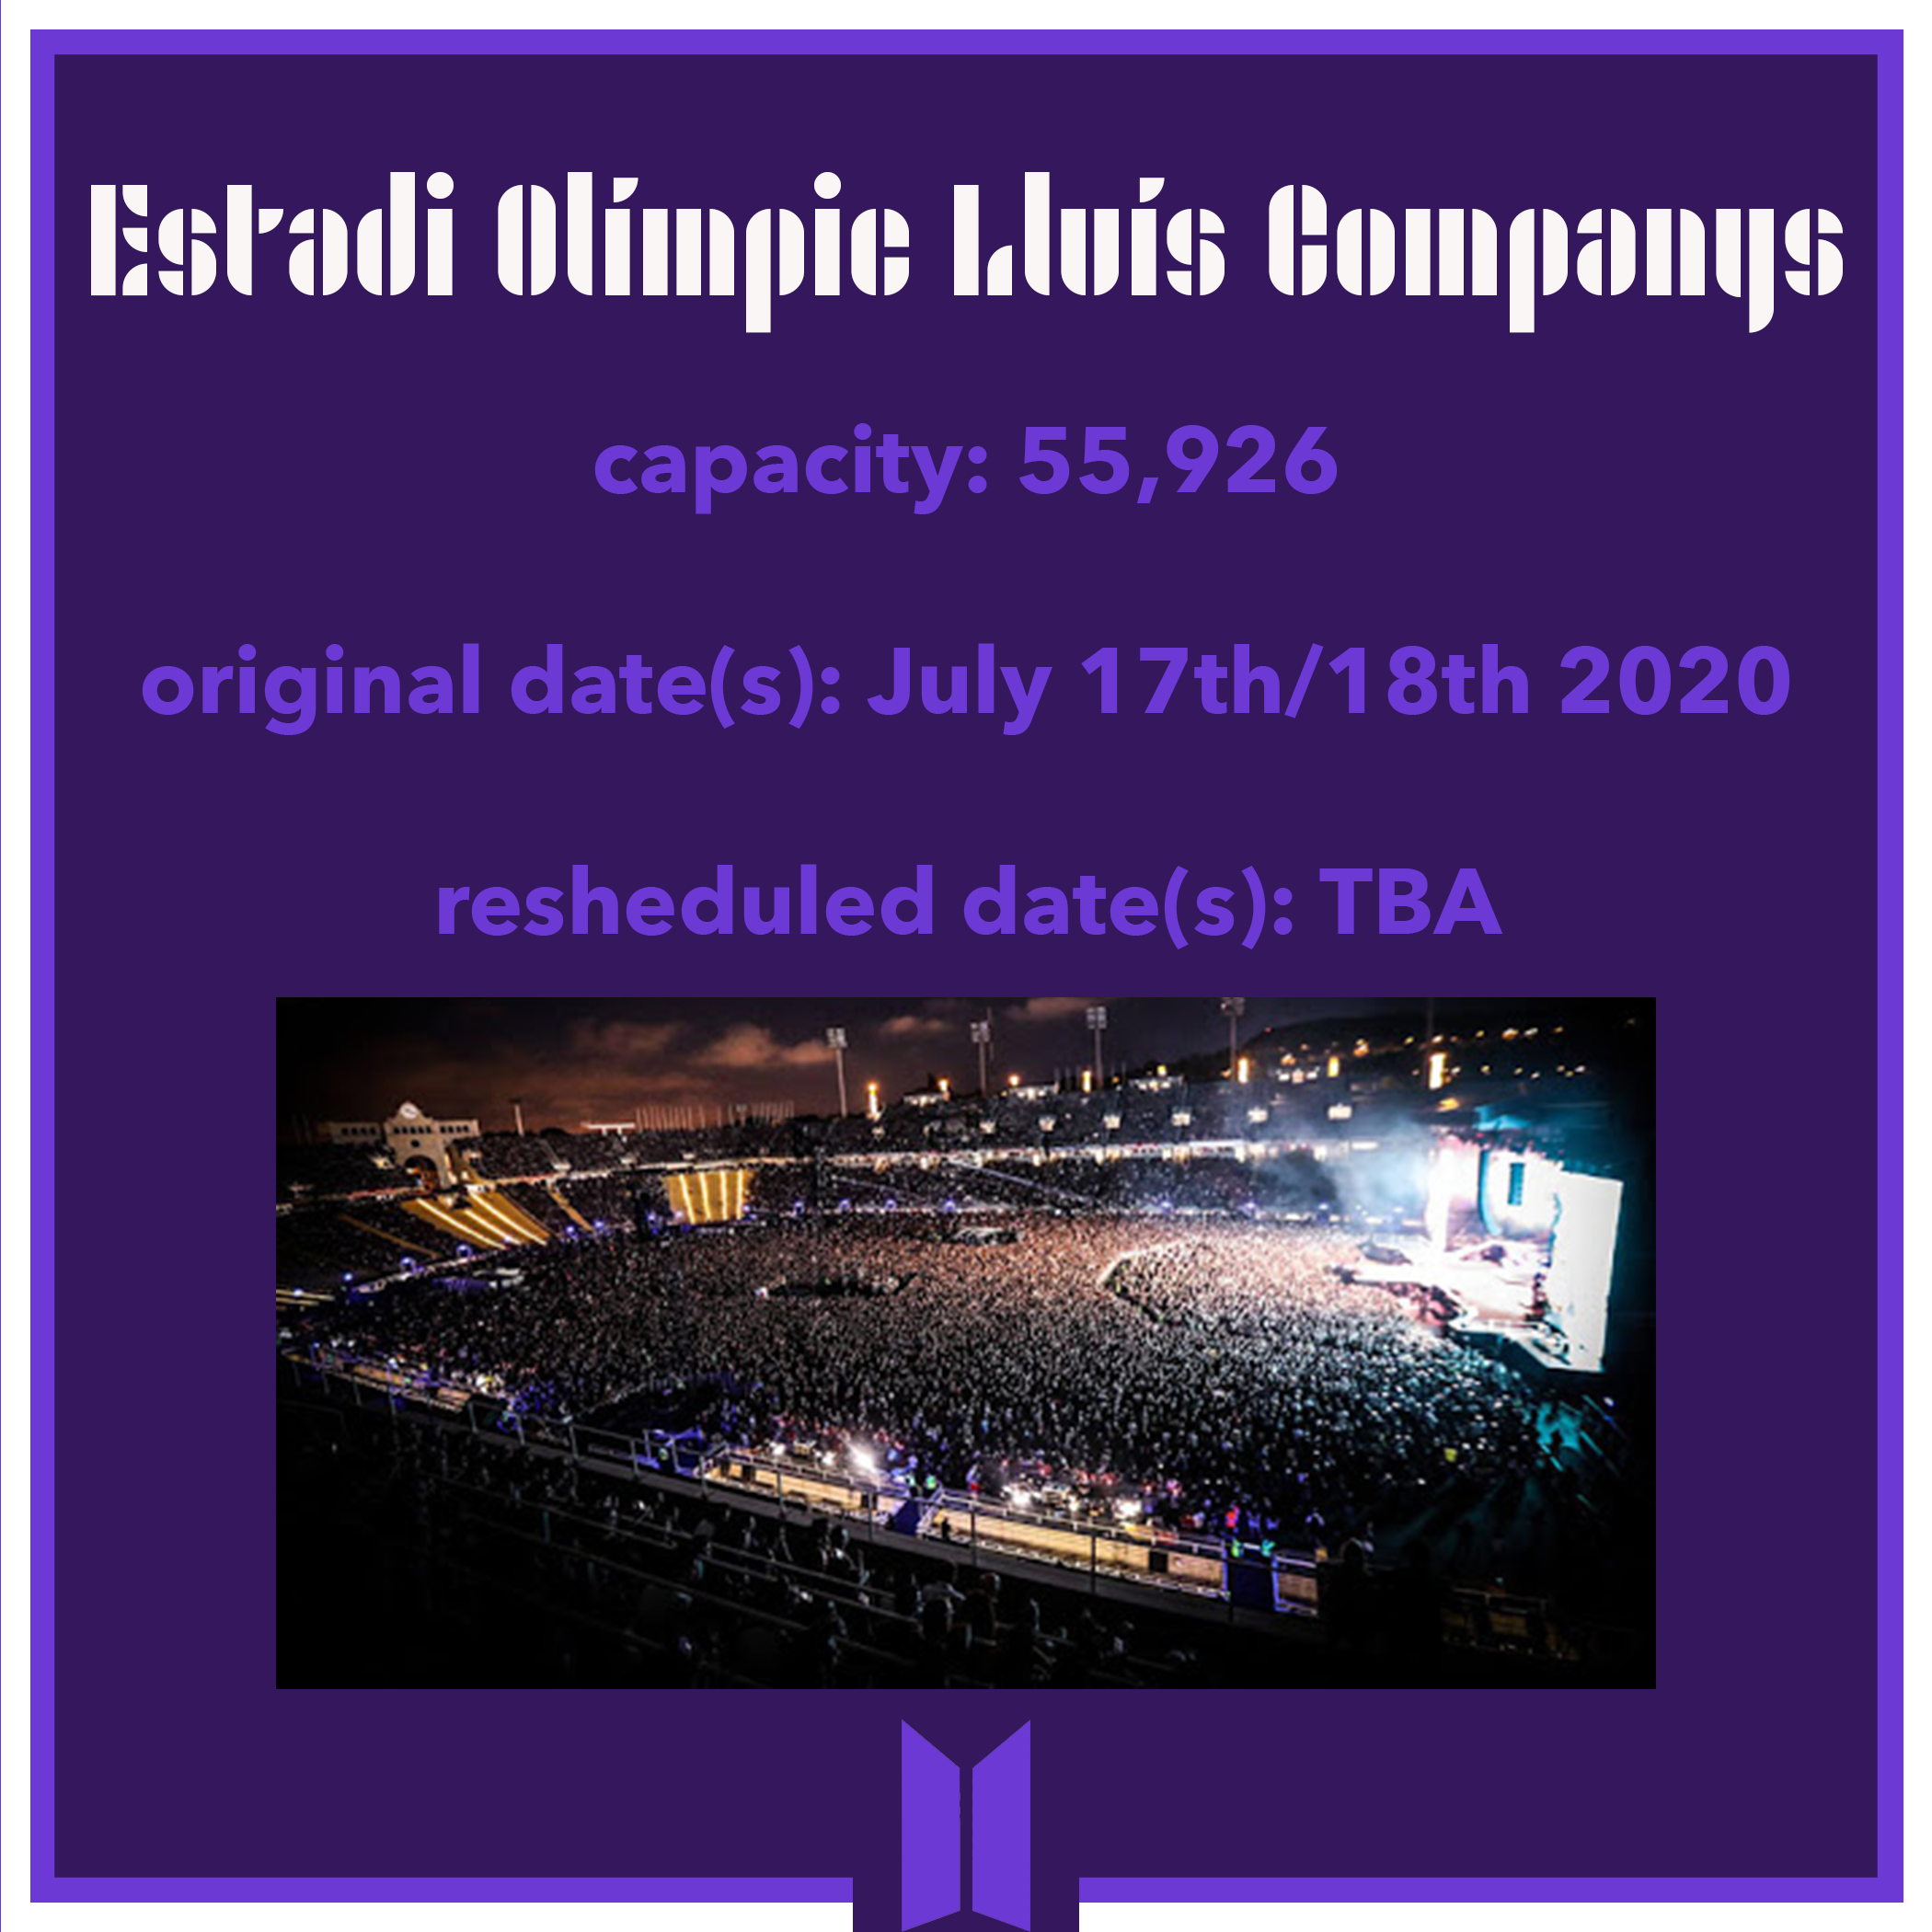 Estadi Olímpic Lluís Companys
capacity: 55,926
original date(s): July 17th/18th 2020
resheduled date(s): TBA